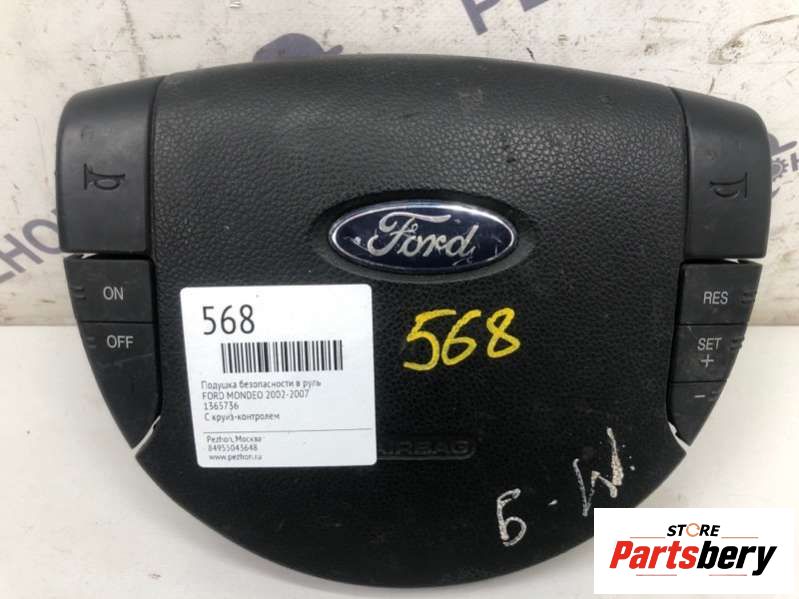 Ford
ON
OFF
RES
SET
+
−
568
Подушка безопасности в руль
FORD MONDEO 2002-2007
1365736
С круиз-контролем
Pezhon, Москва
84955043648
www.pezhon.ru
568
AIRBAG
Б-М
STORE
Partsbery